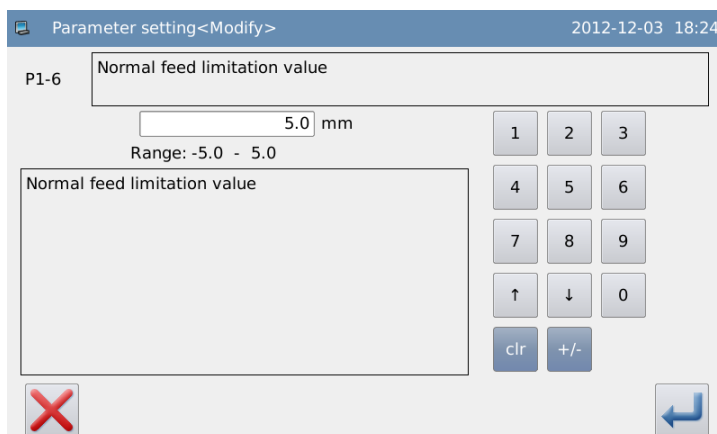 Parameter setting<Modify> 2012-12-03 18:24
P1-6 Normal feed limitation value
5.0 mm
Range: -5.0 - 5.0
Normal feed limitation value
1 2 3
4 5 6
7 8 9
↑ ↓ 0
clr +/-